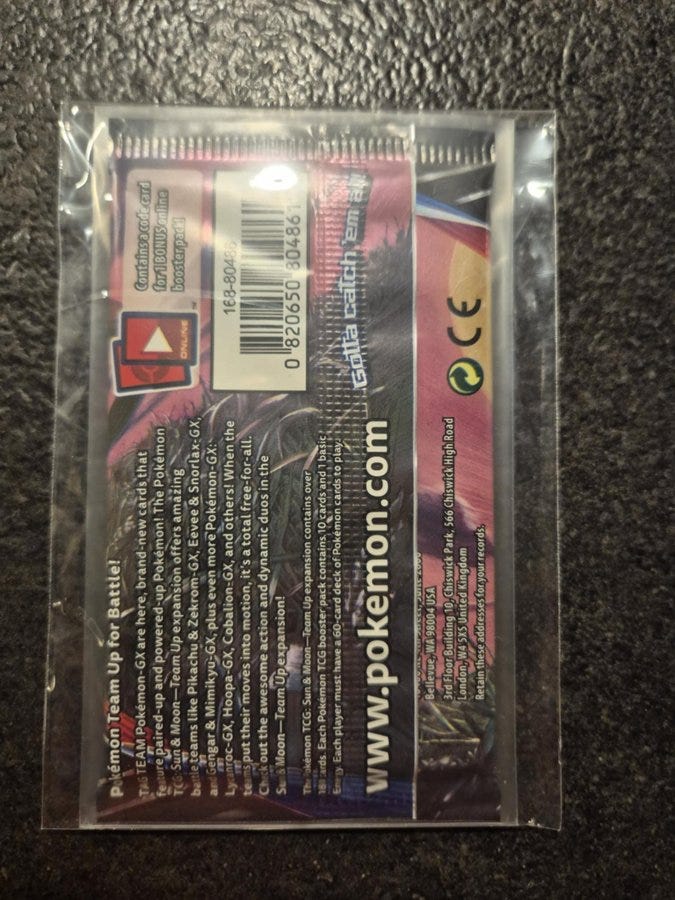 Pokémon Team Up for Battle!
TAG TEAM Pokémon-GX are here, brand-new cards that
feature paired-up and powered-up Pokémon! The Pokémon
TCG: Sun & Moon—Team Up expansion offers amazing
battle teams like Pikachu & Zekrom-GX, Eevee & Snorlax-GX,
and Gengar & Mimikyu-GX, plus even more Pokémon-GX:
Lycanroc-GX, Hoopa-GX, Cobalion-GX, and others! When the
teams put their moves into motion, it's a total free-for-all.
Check out the awesome action and dynamic duos in the
Sun & Moon—Team Up expansion!
The Pokémon TCG: Sun & Moon—Team Up expansion contains over
cards. Each Pokémon TCG booster pack contains 10 cards and 1 basic
Energy. Each player must have a 60-card deck of Pokémon cards to play.
www.pokemon.com
Contains a code card
for 1 BONUS online
booster pack!
ONLINE
168-80486
0 820650 804861
Gotta catch 'em all!
Bellevue, WA 98004 USA
3rd Floor Building 10, Chiswick Park, 566 Chiswick High Road
London, W4 5XS United Kingdom
Retain these addresses for your records.
CE